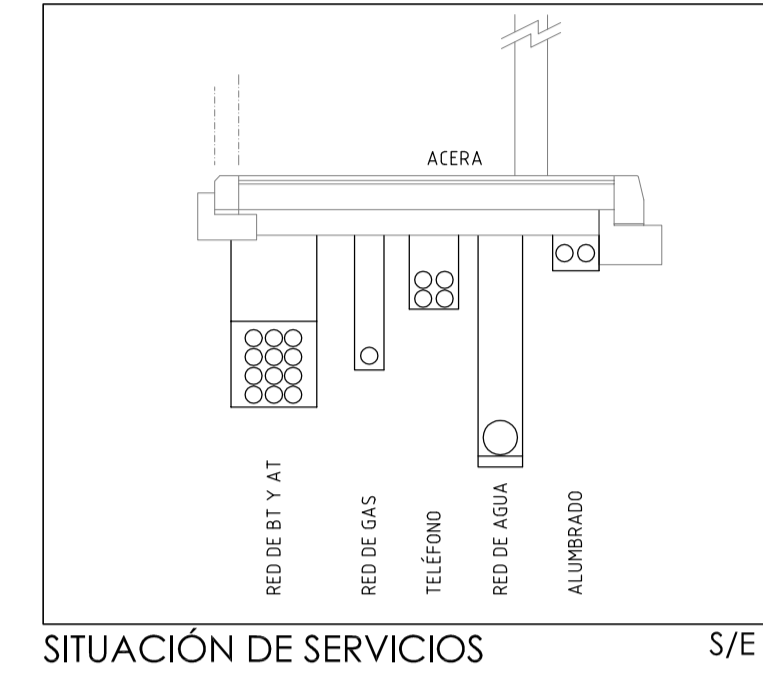 ACERA
RED DE BT Y AT
RED DE GAS
TELÉFONO
RED DE AGUA
ALUMBRADO
SITUACIÓN DE SERVICIOS
S/E